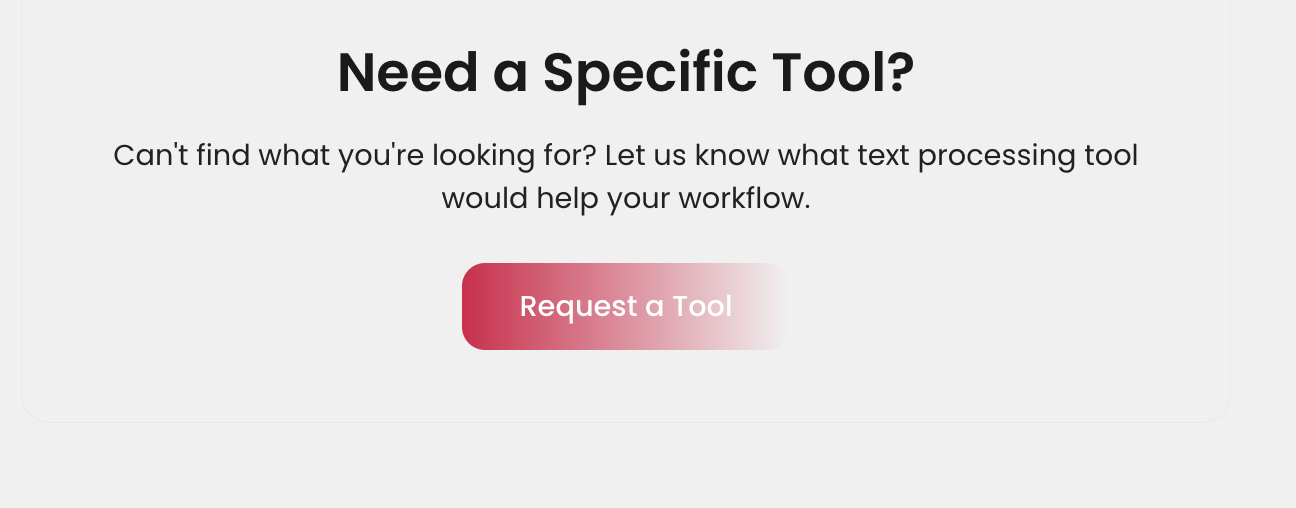 Need a Specific Tool?
Can't find what you're looking for? Let us know what text processing tool
would help your workflow.
Request a Tool